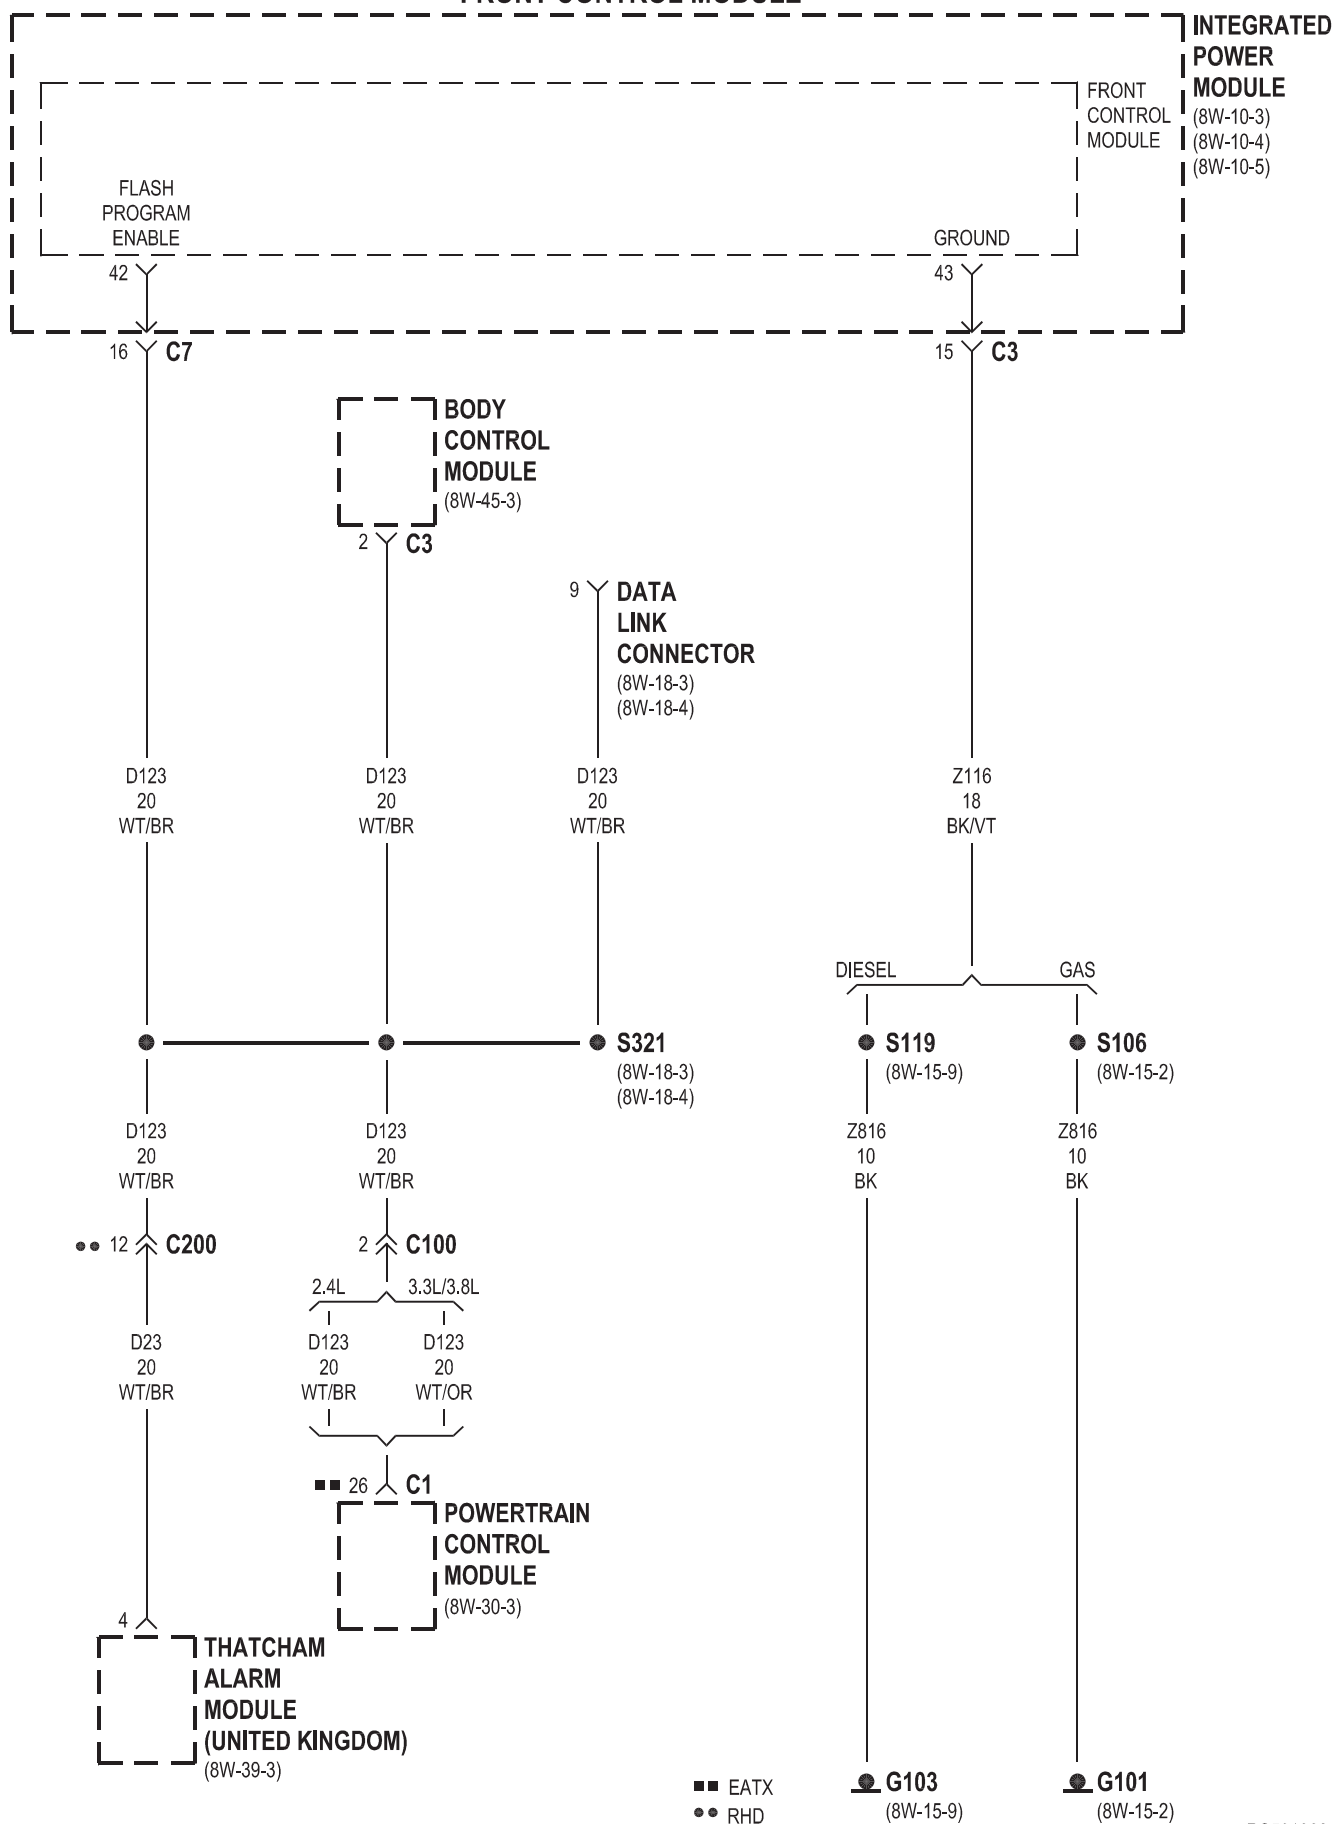 FRONT CONTROL MODULE
INTEGRATED
POWER
MODULE
(8W-10-3)
(8W-10-4)
(8W-10-5)
FRONT
CONTROL
MODULE
FLASH
PROGRAM
ENABLE
GROUND
42
43
16 C7
15 C3
BODY
CONTROL
MODULE
(8W-45-3)
2 C3
9 DATA
LINK
CONNECTOR
(8W-18-3)
(8W-18-4)
D123 D123 D123 Z116
20 20 20 18
WT/BR WT/BR WT/BR BK/VT
DIESEL GAS
S321 S119 S106
(8W-18-3) (8W-15-9) (8W-15-2)
(8W-18-4)
D123 D123 Z816 Z816
20 20 10 10
WT/BR WT/BR BK BK
12 C200 2 C100
2.4L 3.3L/3.8L
D23 D123 D123
20 20 20
WT/BR WT/BR WT/OR
26 C1
POWERTRAIN
CONTROL
MODULE
(8W-30-3)
4
THATCHAM
ALARM
MODULE
(UNITED KINGDOM)
(8W-39-3)
EATX
RHD
G103 G101
(8W-15-9) (8W-15-2)